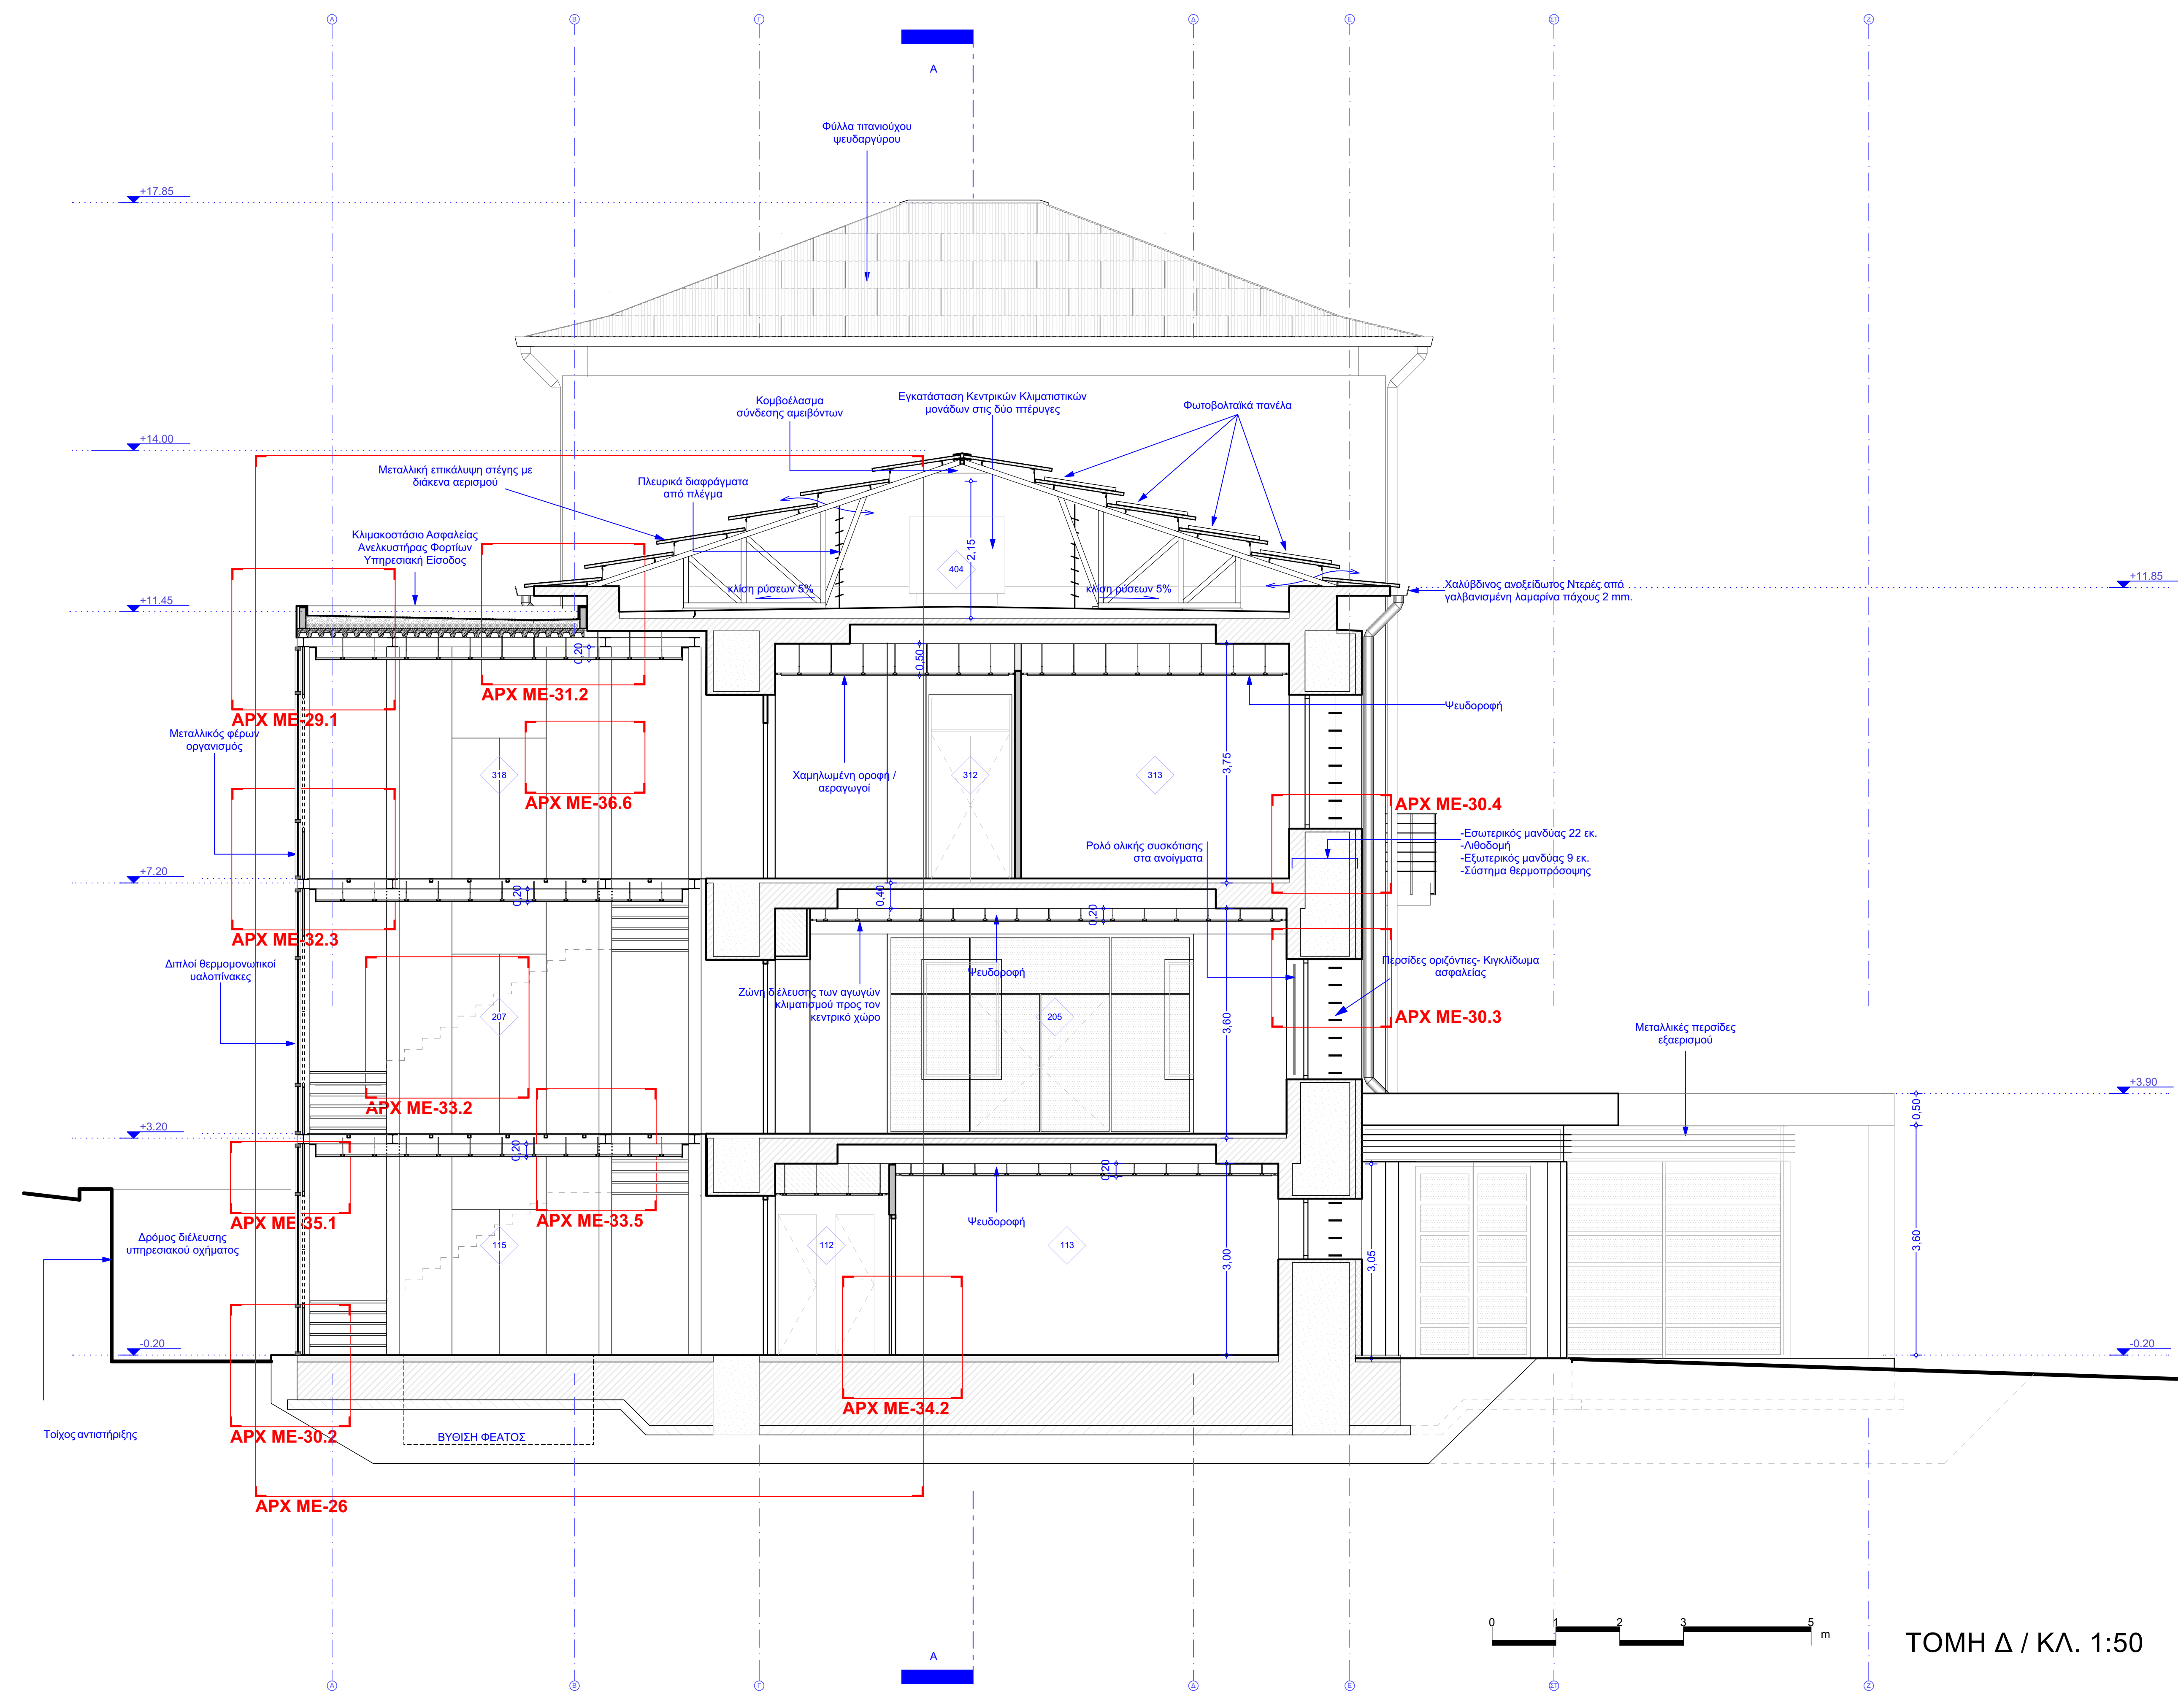 Α Β Γ Δ Ε ΣΤ Ζ
Α
Φύλλα τιτανιούχου
ψευδαργύρου
+17.85
Κομβοέλασμα
σύνδεσης αμειβόντων
Εγκατάσταση Κεντρικών Κλιματιστικών
μονάδων στις δύο πτέρυγες
Φωτοβολταϊκά πανέλα
+14.00
Μεταλλική επικάλυψη στέγης με
διάκενα αερισμού
Πλευρικά διαφράγματα
από πλέγμα
Κλιμακοστάσιο Ασφαλείας
Ανελκυστήρας Φορτίων
Υπηρεσιακή Είσοδος
2,15
404
κλίση ρύσεων 5%
κλίση ρύσεων 5%
+11.85
Χαλύβδινος ανοξείδωτος Ντερές από
γαλβανισμένη λαμαρίνα πάχους 2 mm.
+11.45
0,20
0,50
ΑΡΧ ΜΕ-31.2
ΑΡΧ ΜΕ-29.1
Ψευδοροφή
Μεταλλικός φέρων
οργανισμός
318
Χαμηλωμένη οροφή /
αεραγωγοί
312
313
3,75
ΑΡΧ ΜΕ-36.6
ΑΡΧ ΜΕ-30.4
Ρολό ολικής συσκότισης
στα ανοίγματα
-Εσωτερικός μανδύας 22 εκ.
-Λιθοδομή
-Εξωτερικός μανδύας 9 εκ.
-Σύστημα θερμοπρόσοψης
+7.20
0,20
0,40
0,20
ΑΡΧ ΜΕ-32.3
Διπλοί θερμομονωτικοί
υαλοπίνακες
Ψευδοροφή
Περσίδες οριζόντιες- Κιγκλίδωμα
ασφαλείας
Ζώνη διέλευσης των αγωγών
κλιματισμού προς τον
κεντρικό χώρο
207
205
3,60
ΑΡΧ ΜΕ-30.3
Μεταλλικές περσίδες
εξαερισμού
+3.90
0,50
ΑΡΧ ΜΕ-33.2
+3.20
0,20
0,20
ΑΡΧ ΜΕ-35.1
ΑΡΧ ΜΕ-33.5
Ψευδοροφή
Δρόμος διέλευσης
υπηρεσιακού οχήματος
115
112
113
3,00
3,05
3,60
-0.20
-0.20
ΑΡΧ ΜΕ-34.2
Τοίχος αντιστήριξης
ΑΡΧ ΜΕ-30.2
ΒΥΘΙΣΗ ΦΕΑΤΟΣ
ΑΡΧ ΜΕ-26
Α
0 1 2 3 5 m
ΤΟΜΗ Δ / ΚΛ. 1:50
Α Β Γ Δ Ε ΣΤ Ζ